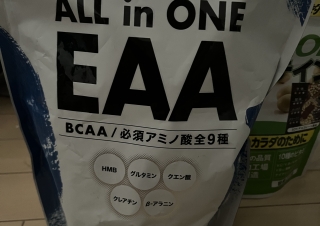 ALL in ONE
EAA
BCAA/必須アミノ酸全9種
HMB
グルタミン
クエン酸
クレアチン
β-アラニン
カラダのために